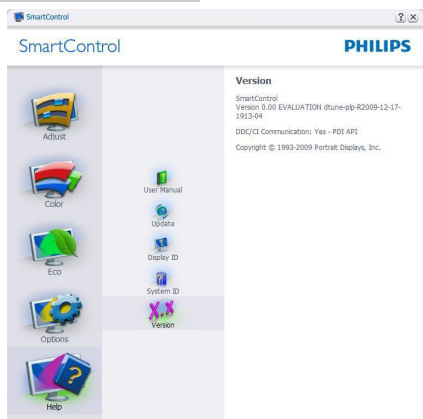 SmartControl
SmartControl
PHILIPS
Adjust
Color
Eco
Options
Help
User Manual
Update
Display ID
System ID
X.X
Version
Version
SmartControl
Version 0.00 EVALUATION dtune-plp-R2009-12-17-
1913-04
DDC/CI Communication: Yes - PDI API
Copyright © 1993-2009 Portrait Displays, Inc.